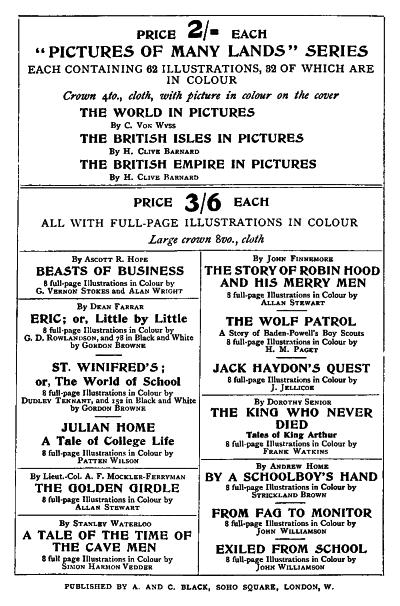 PRICE 2/= EACH
“PICTURES OF MANY LANDS” SERIES
EACH CONTAINING 62 ILLUSTRATIONS, 32 OF WHICH ARE
IN COLOUR
Crown 4to., cloth, with picture in colour on the cover
THE WORLD IN PICTURES
By C. Von Wyss
THE BRITISH ISLES IN PICTURES
By H. Clive Barnard
THE BRITISH EMPIRE IN PICTURES
By H. Clive Barnard
PRICE 3/6 EACH
ALL WITH FULL-PAGE ILLUSTRATIONS IN COLOUR
Large crown 8vo., cloth
By Ascott R. Hope
BEASTS OF BUSINESS
8 full-page Illustrations in Colour by
G. Vernon Stokes and Alan Wright
By Dean Farrar
ERIC; or, Little by Little
8 full-page Illustrations in Colour by
G. D. Rowlandson, and 78 in Black and White
by Gordon Browne
ST. WINIFRED'S;
or, The World of School
8 full-page Illustrations in Colour by
Dudley Tennant, and 152 in Black and White
by Gordon Browne
JULIAN HOME
A Tale of College Life
8 full-page Illustrations in Colour by
Patten Wilson
By Lieut.-Col. A. F. Mockler-Ferryman
THE GOLDEN GIRDLE
8 full-page Illustrations in Colour by
Allan Stewart
By Stanley Waterloo
A TALE OF THE TIME OF
THE CAVE MEN
8 full page Illustrations in Colour by
Simon Harmon Vedder
By John Finnemore
THE STORY OF ROBIN HOOD
AND HIS MERRY MEN
8 full-page Illustrations in Colour by
Allan Stewart
THE WOLF PATROL
A Story of Baden-Powell's Boy Scouts
8 full-page Illustrations in Colour by
H. M. Paget
JACK HAYDON'S QUEST
8 full-page Illustrations in Colour by
J. Jellicoe
By Dorothy Senior
THE KING WHO NEVER
DIED
Tales of King Arthur
8 full-page Illustrations in Colour by
Frank Watkins
By Andrew Home
BY A SCHOOLBOY'S HAND
8 full-page Illustrations in Colour by
Strickland Brown
FROM FAG TO MONITOR
8 full-page Illustrations in Colour by
John Williamson
EXILED FROM SCHOOL
8 full-page Illustrations in Colour by
John Williamson
PUBLISHED BY A. AND C. BLACK, SOHO SQUARE, LONDON, W.